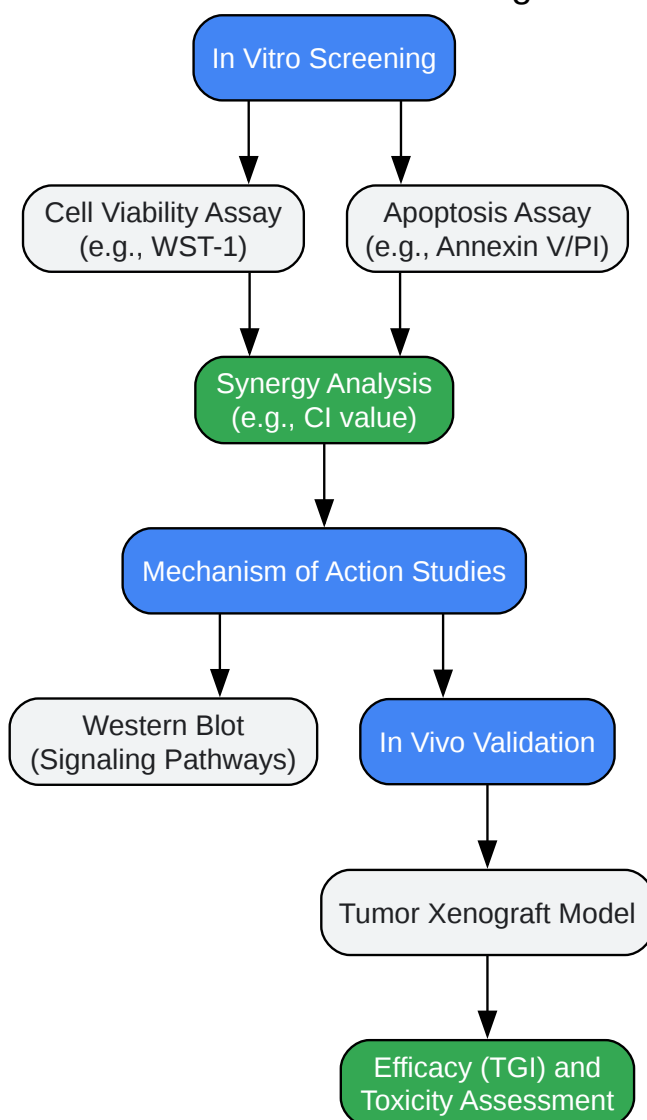 In Vitro Screening
Cell Viability Assay
(e.g., WST-1)
Apoptosis Assay
(e.g., Annexin V/PI)
Synergy Analysis
(e.g., CI value)
Mechanism of Action Studies
Western Blot
(Signaling Pathways)
In Vivo Validation
Tumor Xenograft Model
Efficacy (TGI) and
Toxicity Assessment